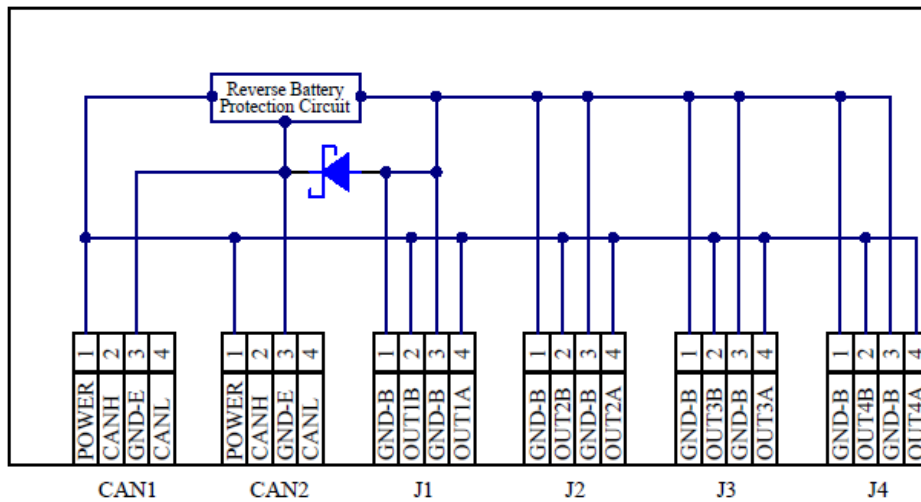 Reverse Battery
Protection Circuit
1 2 3 4
POWER CANH GND-E CANL
CAN1
1 2 3 4
POWER CANH GND-E CANL
CAN2
1 2 3 4
GND-B OUT1B GND-B OUT1A
J1
1 2 3 4
GND-B OUT2B GND-B OUT2A
J2
1 2 3 4
GND-B OUT3B GND-B OUT3A
J3
1 2 3 4
GND-B OUT4B GND-B OUT4A
J4